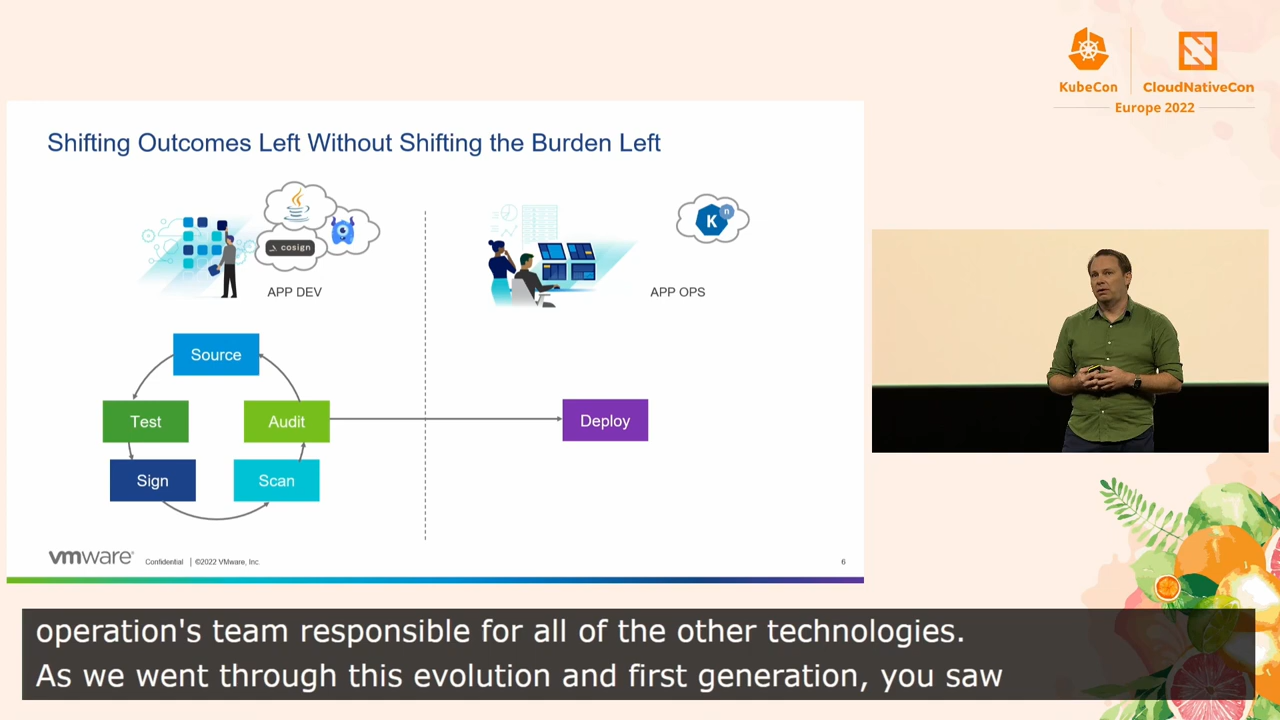 KubeCon
CloudNativeCon
Europe 2022
Shifting Outcomes Left Without Shifting the Burden Left
cosign
K
n
APP DEV
APP OPS
Source
Test
Audit
Deploy
Sign
Scan
vmware
Confidential | ©2022 VMware, Inc.
6
operation's team responsible for all of the other technologies.
As we went through this evolution and first generation, you saw